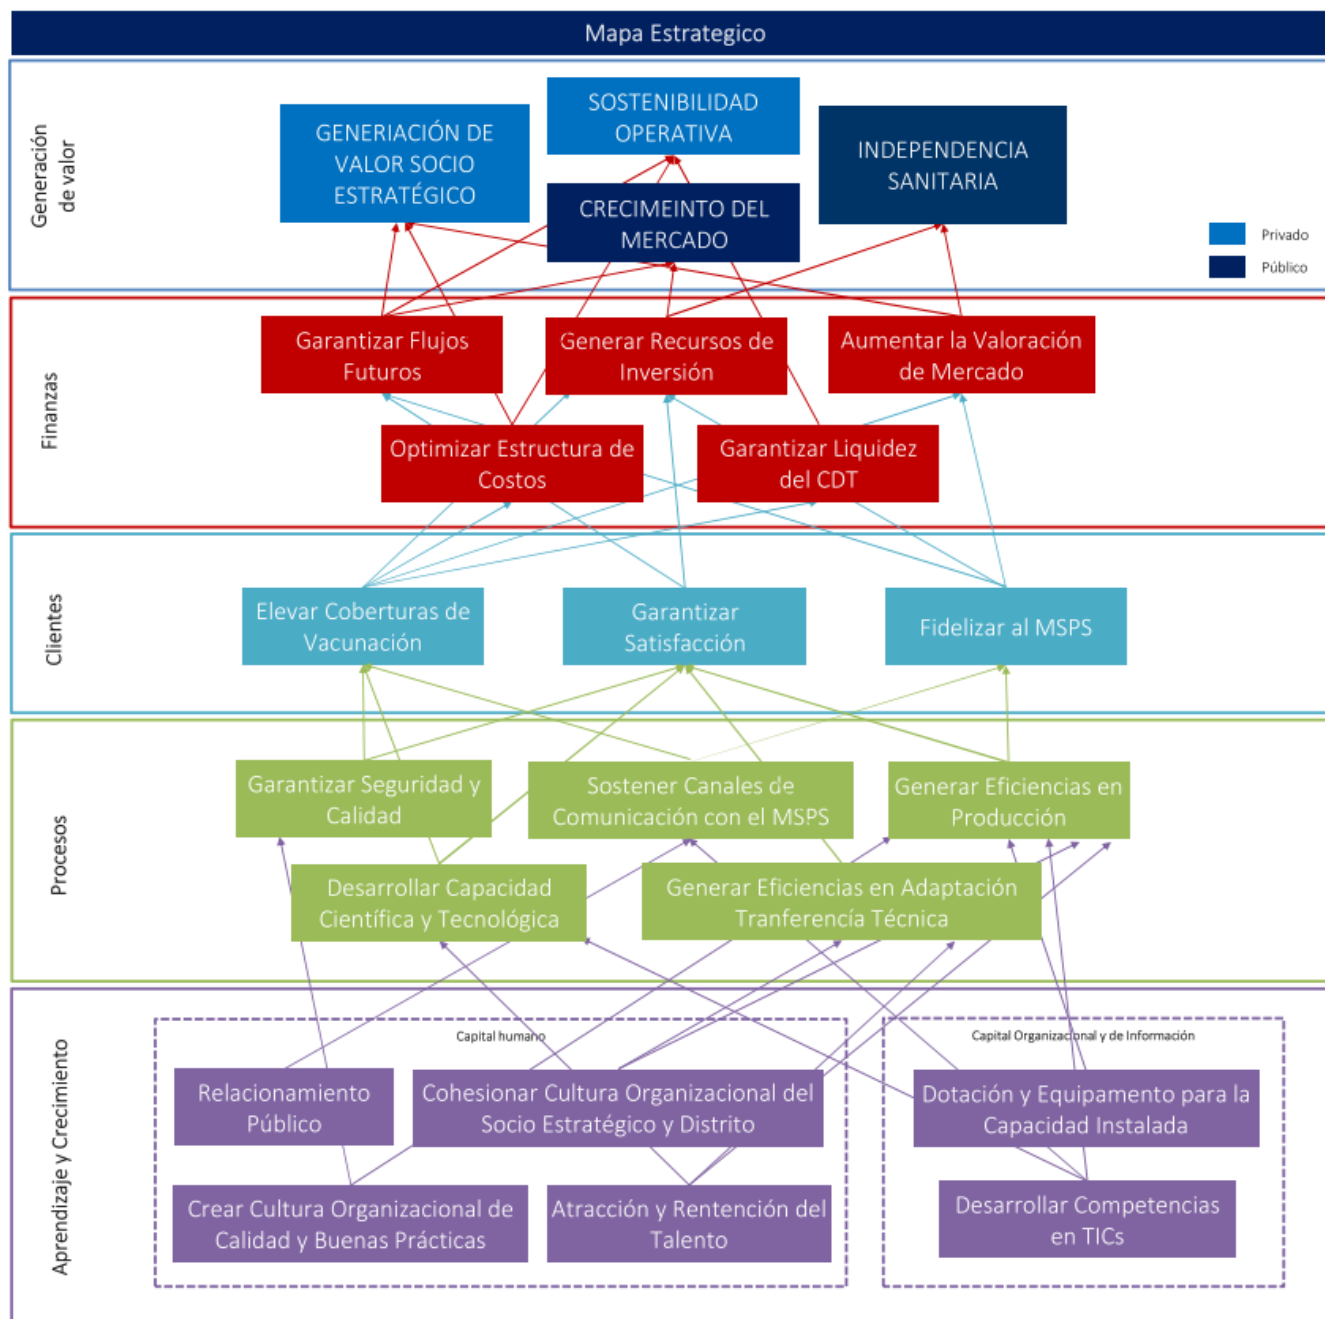 Mapa Estrategico
Generación
de valor
GENERIACIÓN DE
VALOR SOCIO
ESTRATÉGICO
SOSTENIBILIDAD
OPERATIVA
CRECIMEINTO DEL
MERCADO
INDEPENDENCIA
SANITARIA
Privado
Público
Finanzas
Garantizar Flujos
Futuros
Generar Recursos de
Inversión
Aumentar la Valoración
de Mercado
Optimizar Estructura de
Costos
Garantizar Liquidez
del CDT
Clientes
Elevar Coberturas de
Vacunación
Garantizar
Satisfacción
Fidelizar al MSPS
Procesos
Garantizar Seguridad y
Calidad
Sostener Canales de
Comunicación con el MSPS
Generar Eficiencias en
Producción
Desarrollar Capacidad
Científica y Tecnológica
Generar Eficiencias en Adaptación
Tranferencía Técnica
Aprendizaje y Crecimiento
Capital humano
Capital Organizacional y de Información
Relacionamiento
Público
Cohesionar Cultura Organizacional del
Socio Estratégico y Distrito
Dotación y Equipamento para la
Capacidad Instalada
Crear Cultura Organizacional de
Calidad y Buenas Prácticas
Atracción y Rentención del
Talento
Desarrollar Competencias
en TICs